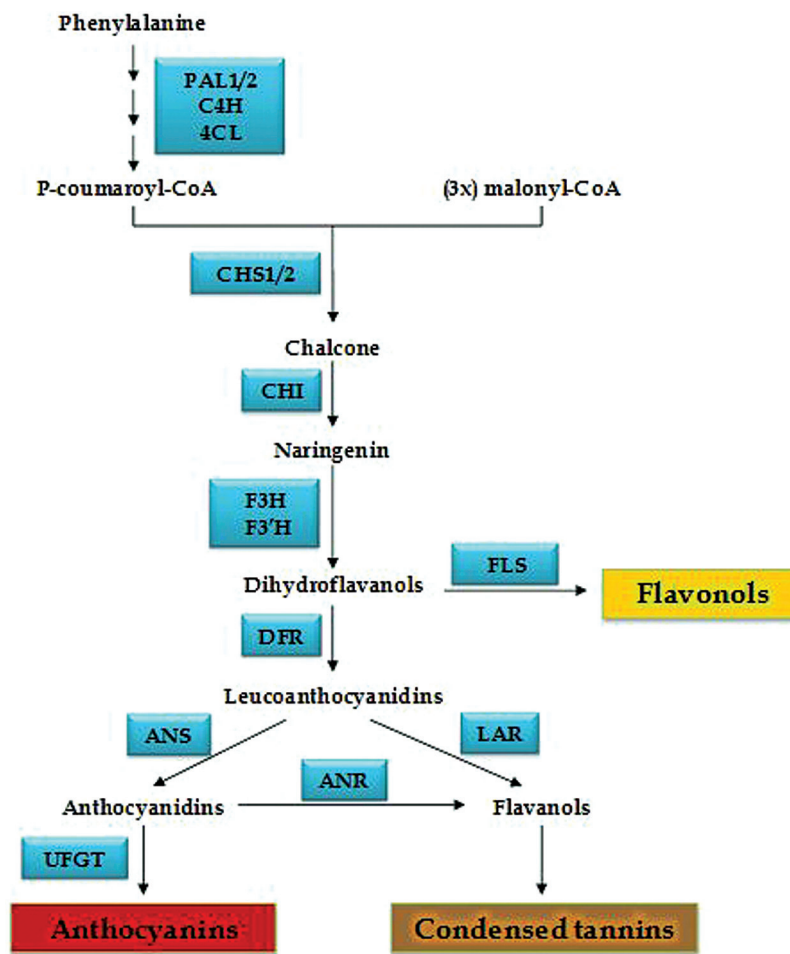 Phenylalanine
PAL1/2
C4H
4CL
P-coumaroyl-CoA
(3x) malonyl-CoA
CHS1/2
Chalcone
CHI
Naringenin
F3H
F3'H
Dihydroflavanols
FLS
Flavonols
DFR
Leucoanthocyanidins
ANS
LAR
ANR
Anthocyanidins
Flavanols
UFGT
Anthocyanins
Condensed tannins